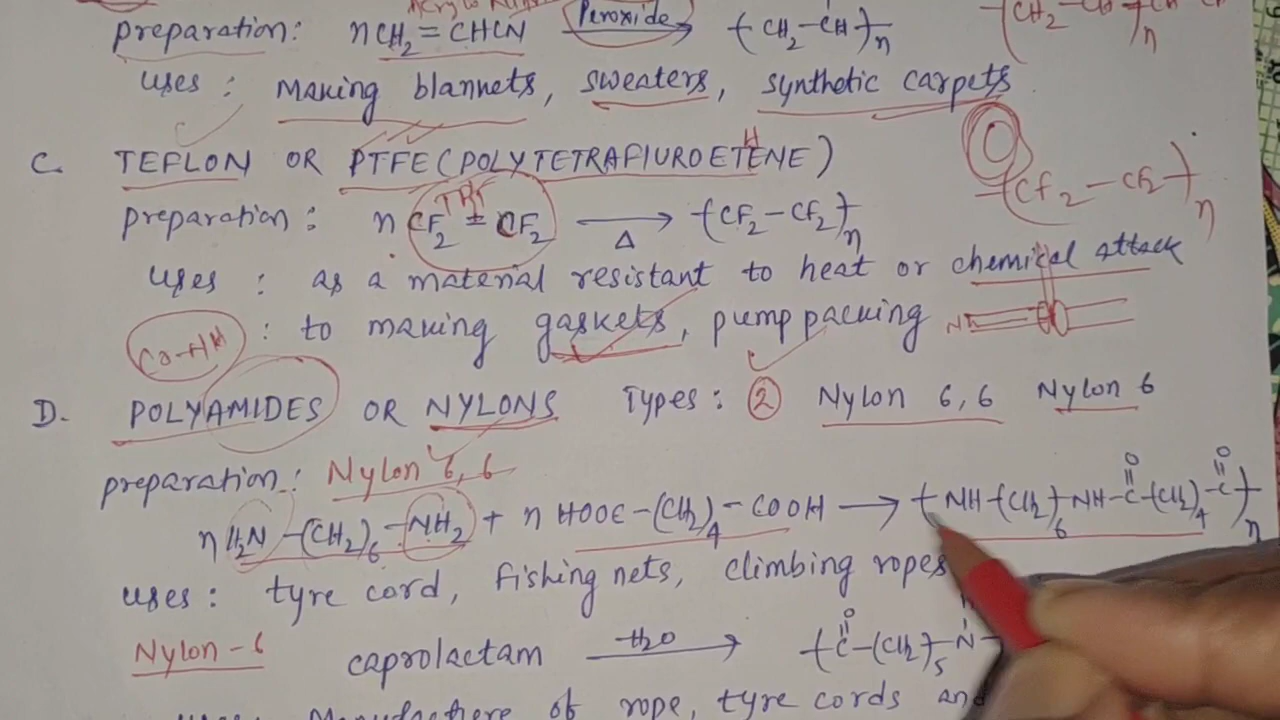 preparation: nCH2=CHCN Peroxide → -(CH2-CH)-n
uses: Making blankets, sweaters, synthetic carpets
C. TEFLON OR PTFE (POLYTETRAFIUROETHENE)
preparation: n CF2=CF2 → Δ -(CF2-CF2)-n -(CF2-CF2)-n
uses: as a material resistant to heat or chemical attack
: to making gaskets, pump packing
D. POLYAMIDES OR NYLONS Types: 2 Nylon 6,6 Nylon 6
preparation: Nylon 6,6
n H2N-(CH2)6-NH2 + n HOOC-(CH2)4-COOH → -(NH-(CH2)6-NH-C(=O)-(CH2)4-C(=O))-n
uses: tyre cord, Fishing nets, climbing ropes
Nylon-6 caprolactam -H2O → -(C(=O)-(CH2)5-N-
of rope, tyre cords and